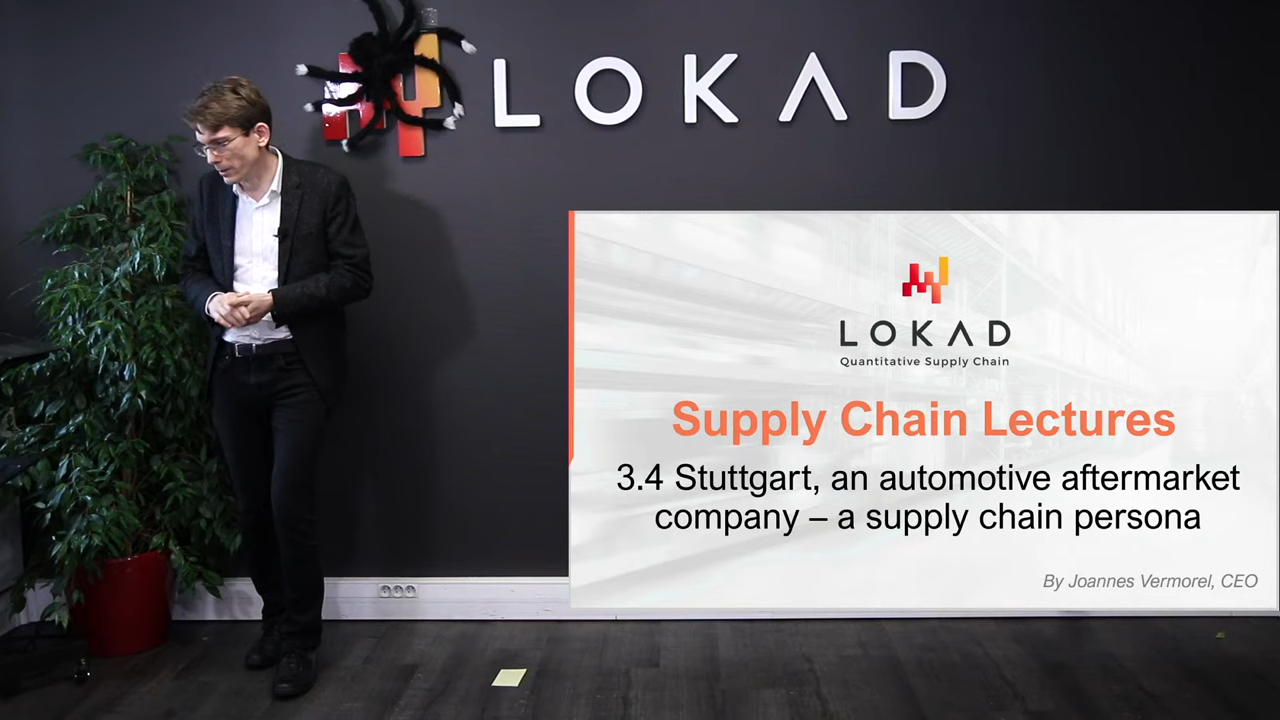 LOKAD
LOKAD
Quantitative Supply Chain
Supply Chain Lectures
3.4 Stuttgart, an automotive aftermarket
company – a supply chain persona
By Joannes Vermorel, CEO